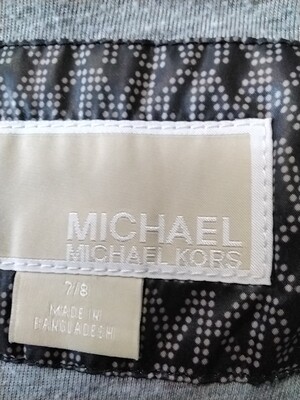 MICHAEL
MICHAEL KORS
7/8
MADE IN
BANGLADESH